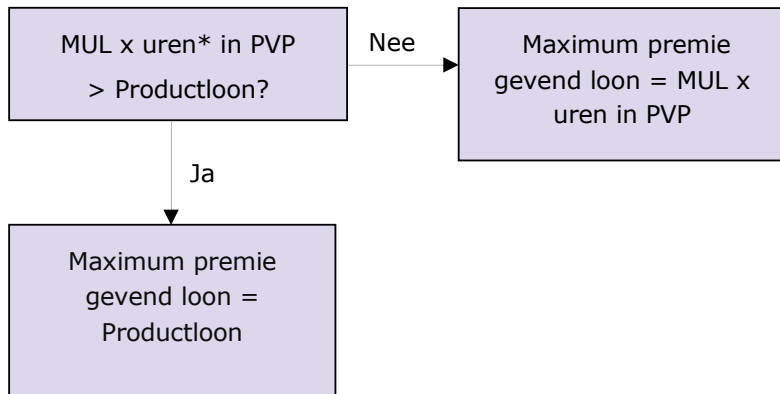 MUL x uren* in PVP
> Productloon?
Nee
Maximum premie
gevend loon = MUL x
uren in PVP
Ja
Maximum premie
gevend loon =
Productloon